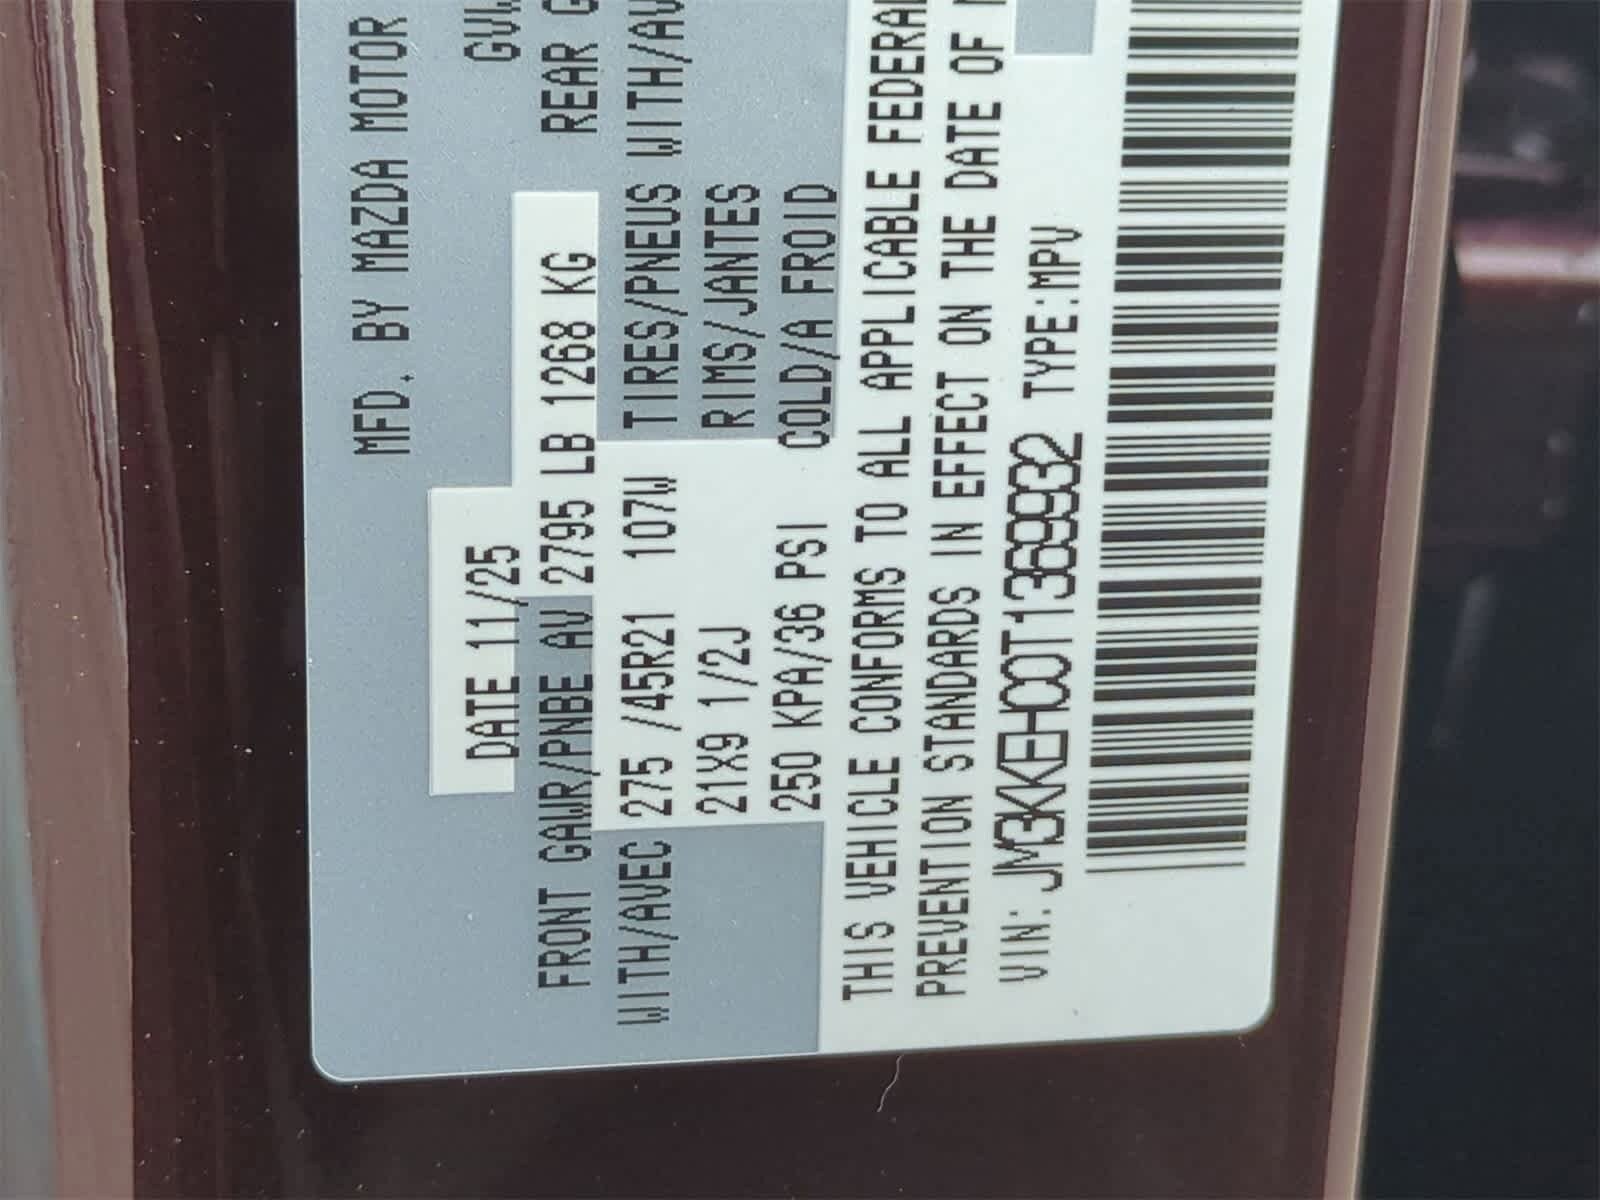 MFD. BY MAZDA MOTOR
DATE 11/25 GVW
FRONT GAWR/PNBE AV 2795 LB 1268 KG REAR G
WITH/AVEC 275 /45R21 107W TIRES/PNEUS WITH/AV
21X9 1/2J RIMS/JANTES
250 KPA/36 PSI COLD/A FROID
THIS VEHICLE CONFORMS TO ALL APPLICABLE FEDERAL
PREVENTION STANDARDS IN EFFECT ON THE DATE OF
VIN: JM3KKEHC0T1369932 TYPE:MPV